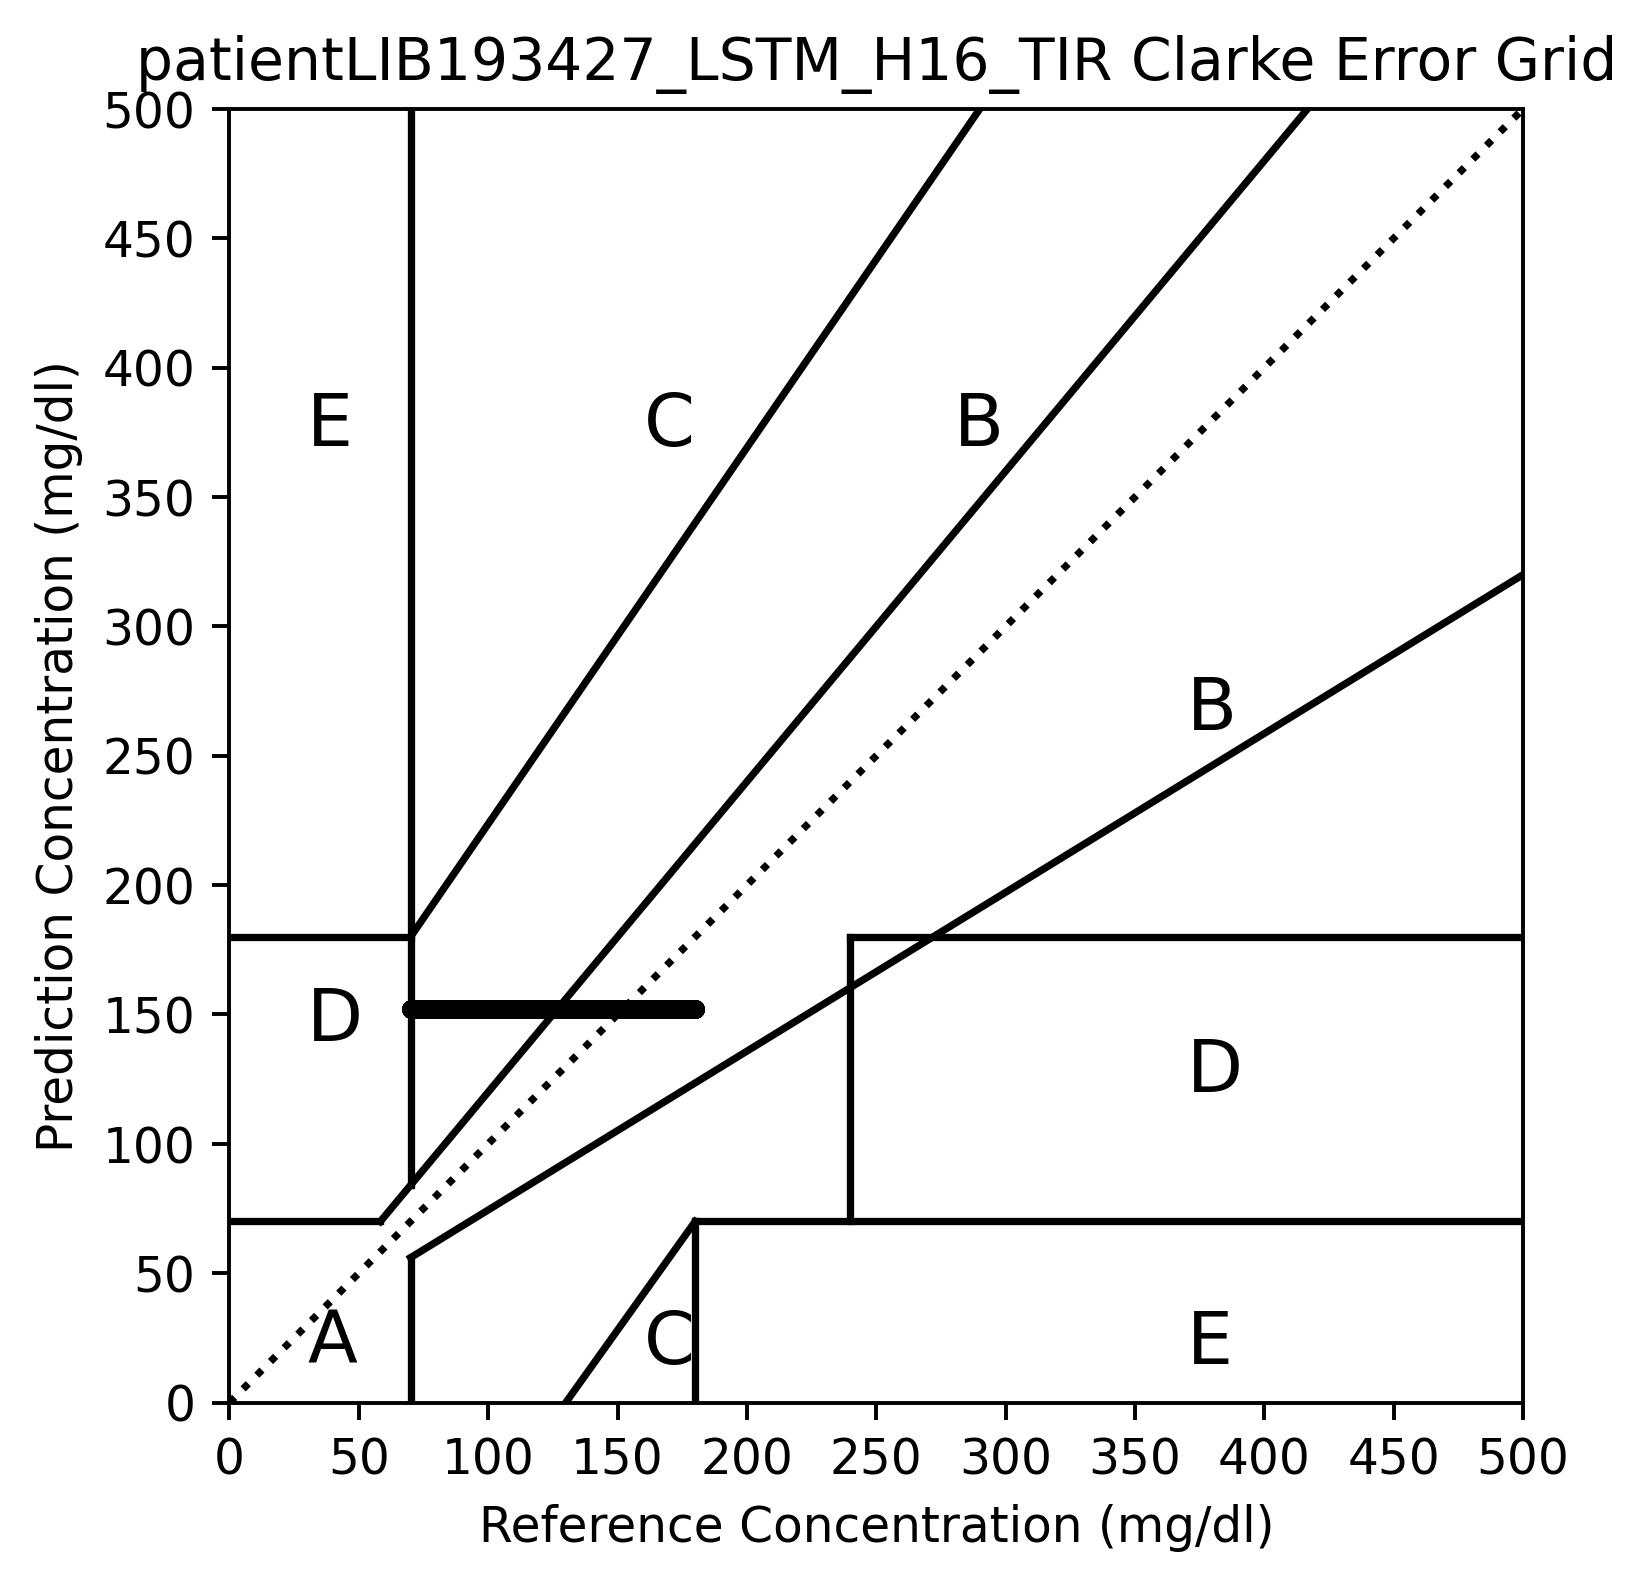 patientLIB193427_LSTM_H16_TIR Clarke Error Grid
500
450
400
350
300
250
200
150
100
50
0
Prediction Concentration (mg/dl)
E C B
B
D
D
A C E
0 50 100 150 200 250 300 350 400 450 500
Reference Concentration (mg/dl)